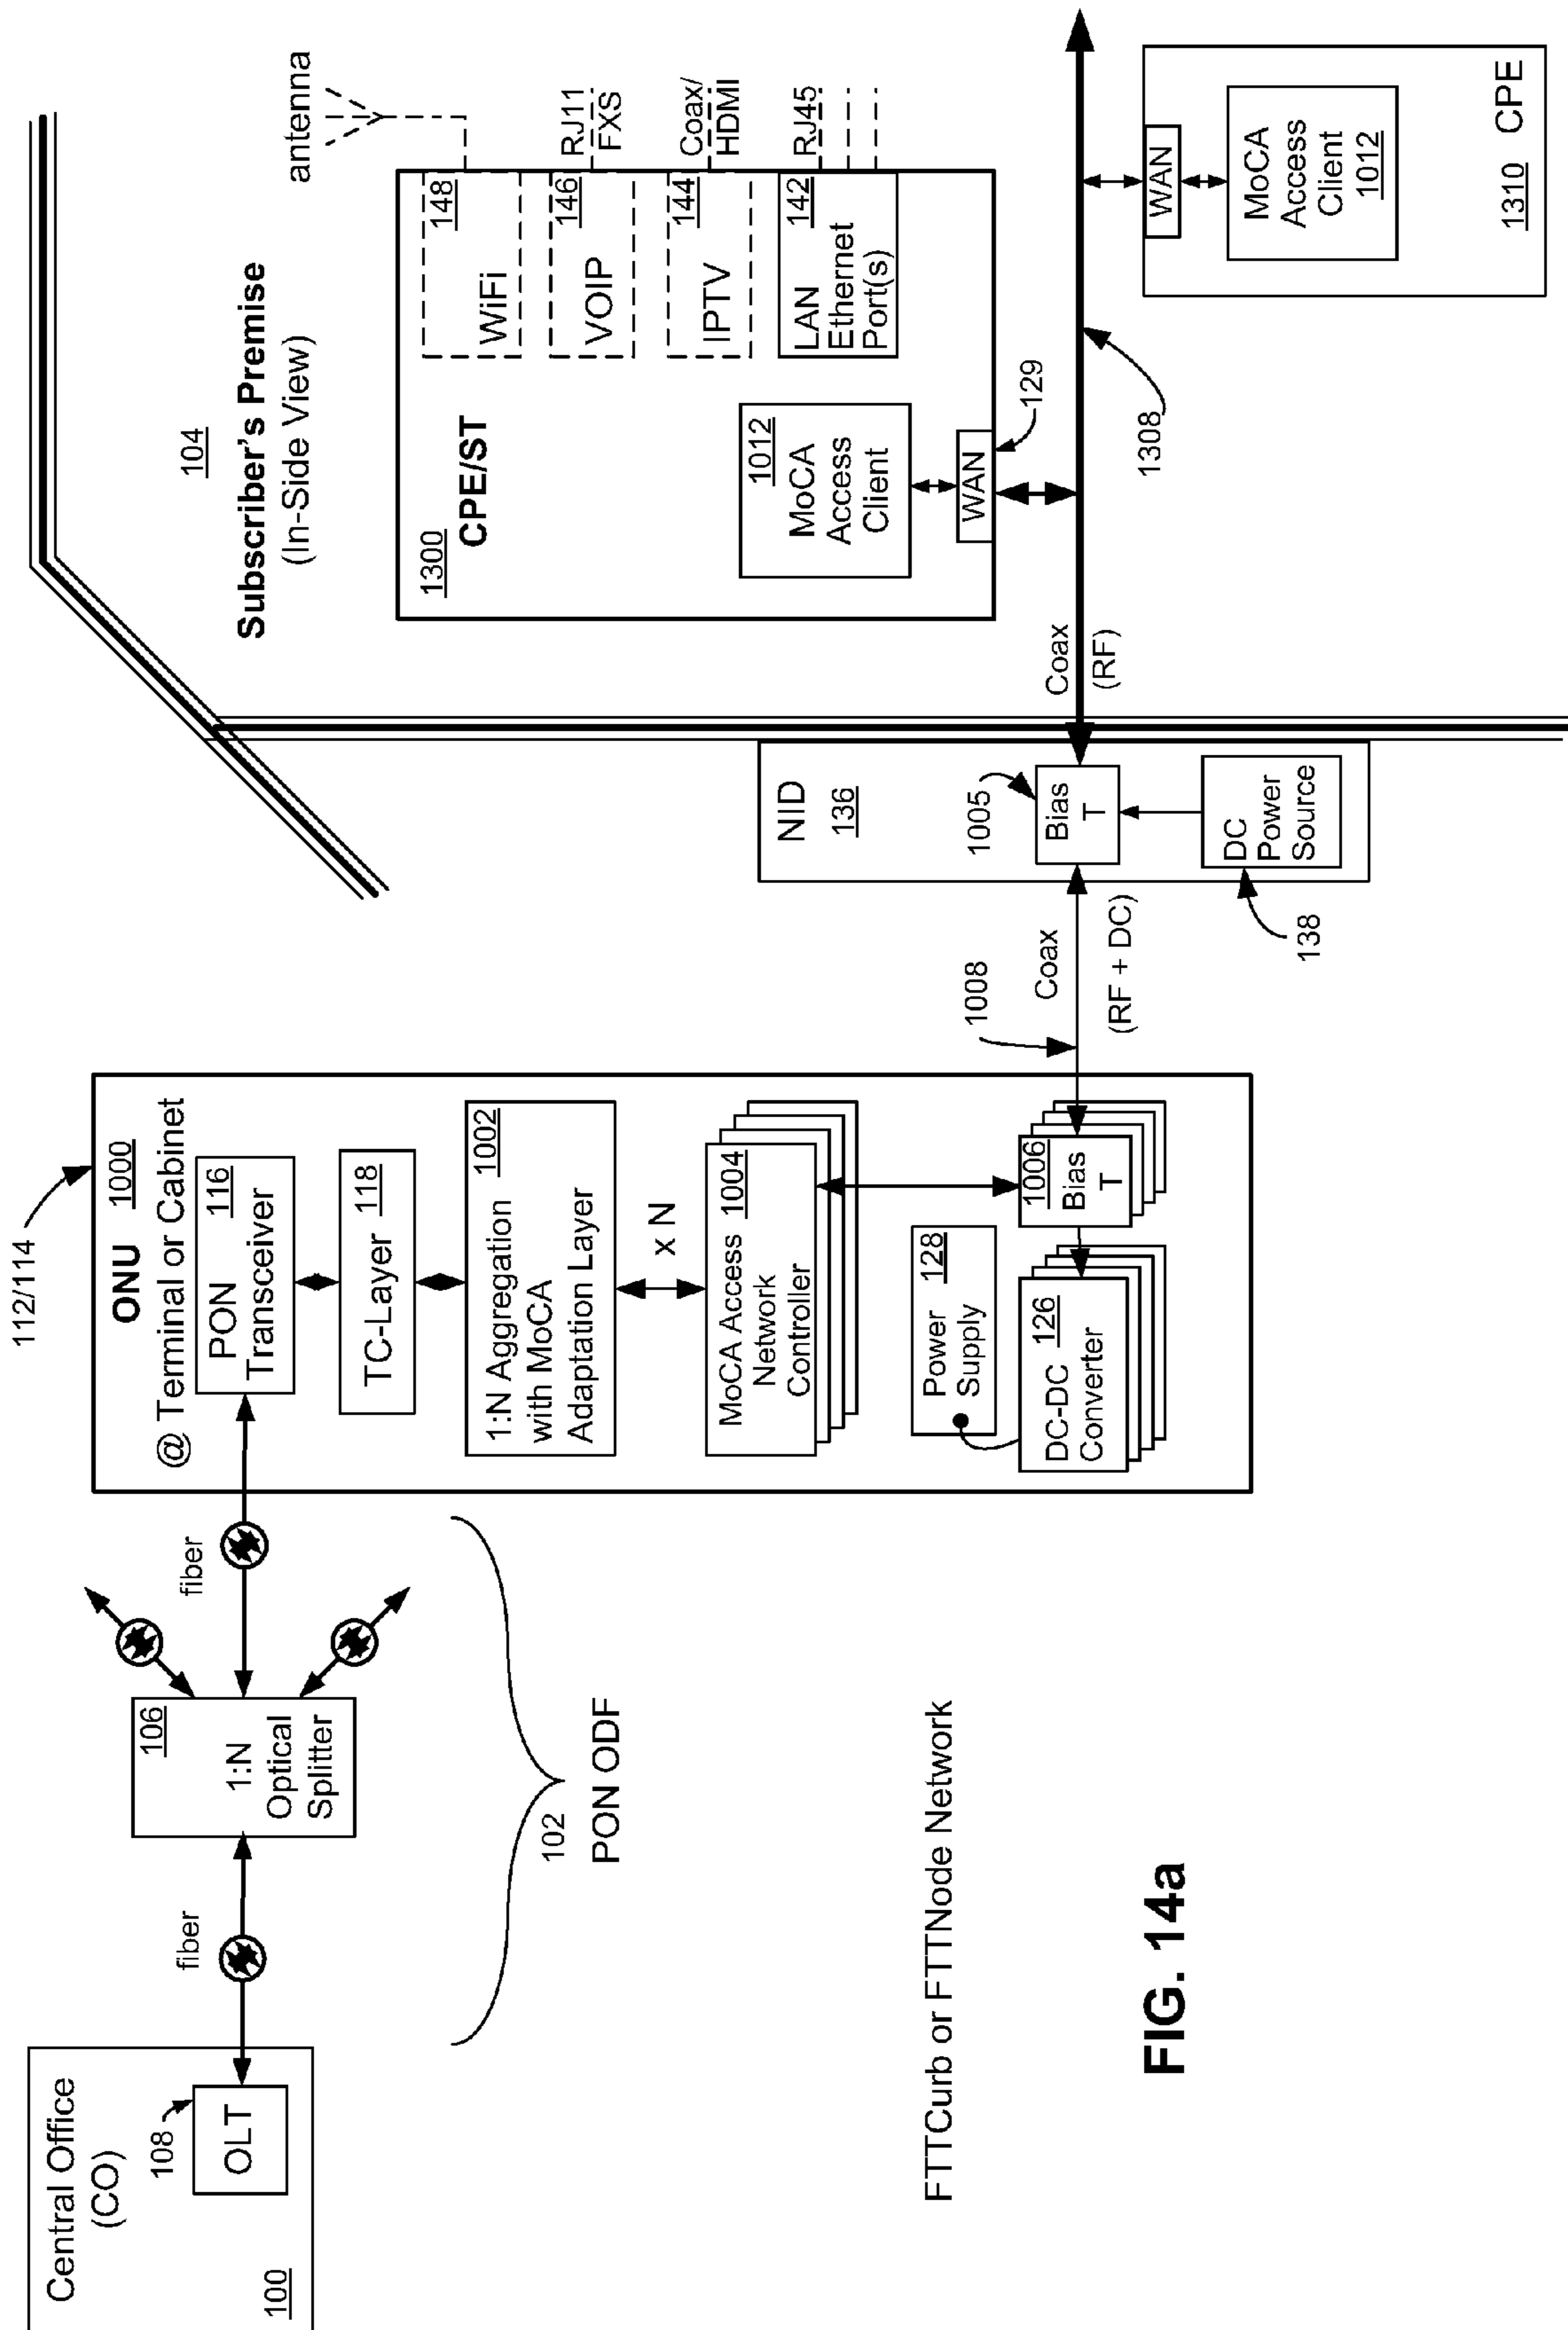 Central Office
(CO)
108
OLT
100
fiber
106
1:N
Optical
Splitter
fiber
102
PON ODF
112/114
ONU
1000
@ Terminal or Cabinet
PON
116
Transceiver
TC-Layer
118
1:N Aggregation
1002
with MoCA
Adaptation Layer
x N
MoCA Access
1004
Network
Controller
Power
128
Supply
DC-DC
126
Converter
1006
Bias
T
1008
Coax
(RF + DC)
NID
136
1005
Bias
T
DC
Power
Source
138
104
Subscriber's Premise
(In-Side View)
antenna
1300
CPE/ST
148
WiFi
146
VOIP
RJ11
FXS
144
IPTV
Coax/
HDMI
142
LAN
Ethernet
Port(s)
RJ45
1012
MoCA
Access
Client
WAN
129
Coax
(RF)
1308
WAN
MoCA
Access
Client
1012
1310
CPE
FTTCurb or FTTNode Network
FIG. 14a